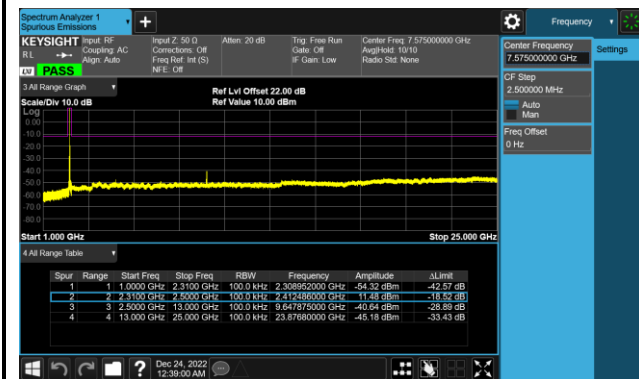 Spectrum Analyzer 1
Spurious Emissions
+
Frequency
KEYSIGHT
RL
LXI
PASS
Input: RF
Coupling: AC
Align: Auto
Input Z: 50 Ω
Corrections: Off
Freq Ref: Int (S)
NFE: Off
Atten: 20 dB
Trig: Free Run
Gate: Off
IF Gain: Low
Center Freq: 7.575000000 GHz
Avg|Hold: 10/10
Radio Std: None
Center Frequency
7.575000000 GHz
Settings
CF Step
2.500000 MHz
Auto
Man
Freq Offset
0 Hz
3 All Range Graph
Scale/Div 10.0 dB
Ref Lvl Offset 22.00 dB
Ref Value 10.00 dBm
Log
0.00
-10.0
-20.0
-30.0
-40.0
-50.0
-60.0
-70.0
-80.0
Start 1.000 GHz
Stop 25.000 GHz
4 All Range Table
Spur Range Start Freq Stop Freq RBW Frequency Amplitude ΔLimit
1 1 1.0000 GHz 2.3100 GHz 100.0 kHz 2.308952000 GHz -54.32 dBm -42.57 dB
2 2 2.3100 GHz 2.5000 GHz 100.0 kHz 2.412486000 GHz 11.48 dBm -18.52 dB
3 3 2.5000 GHz 13.000 GHz 100.0 kHz 9.647875000 GHz -40.64 dBm -28.89 dB
4 4 13.000 GHz 25.000 GHz 100.0 kHz 23.87680000 GHz -45.18 dBm -33.43 dB
?
Dec 24, 2022
12:39:00 AM